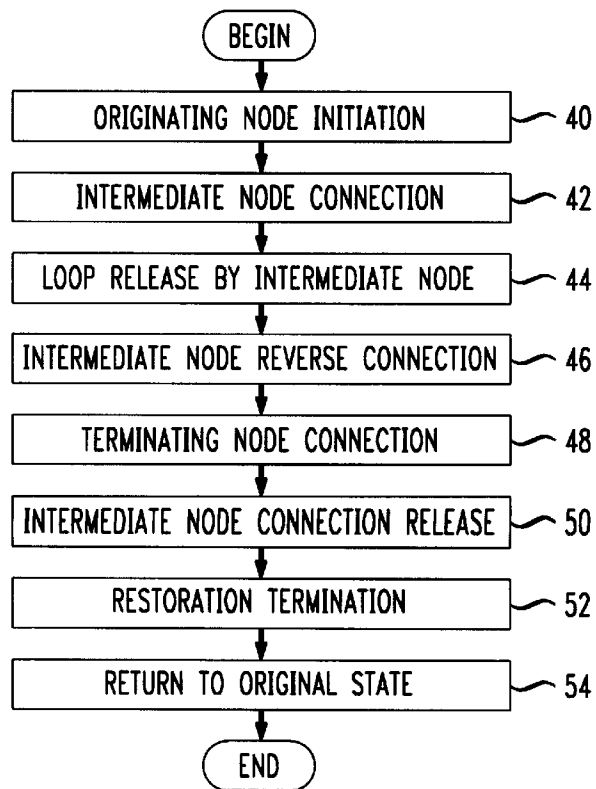 BEGIN
ORIGINATING NODE INITIATION 40
INTERMEDIATE NODE CONNECTION 42
LOOP RELEASE BY INTERMEDIATE NODE 44
INTERMEDIATE NODE REVERSE CONNECTION 46
TERMINATING NODE CONNECTION 48
INTERMEDIATE NODE CONNECTION RELEASE 50
RESTORATION TERMINATION 52
RETURN TO ORIGINAL STATE 54
END